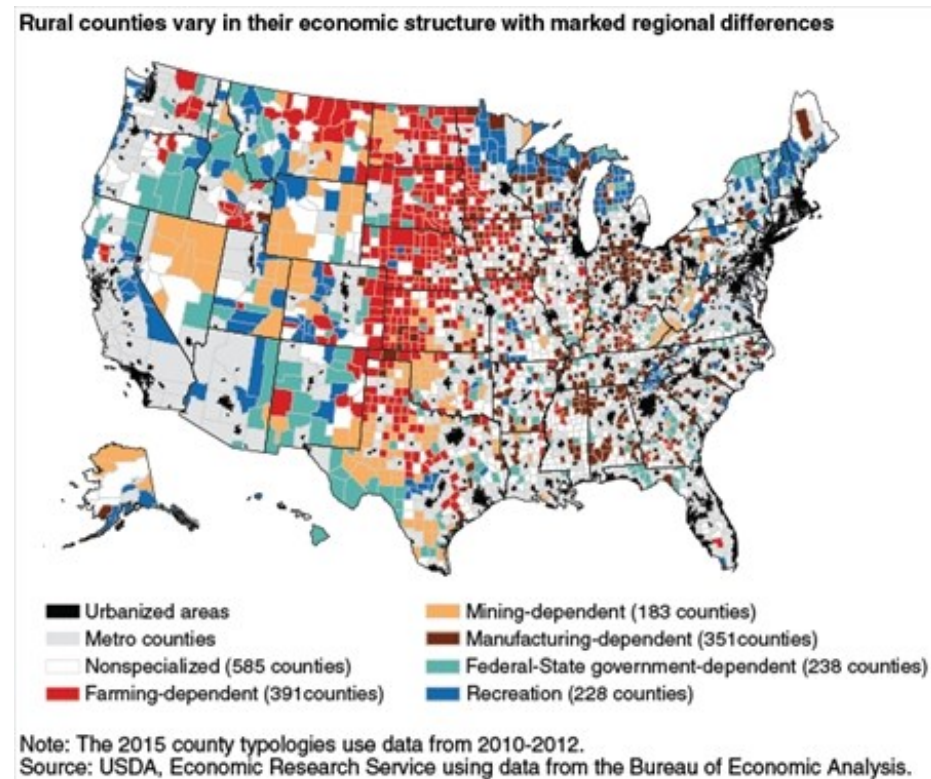 Rural counties vary in their economic structure with marked regional differences
Urbanized areas
Metro counties
Nonspecialized (585 counties)
Farming-dependent (391counties)
Mining-dependent (183 counties)
Manufacturing-dependent (351counties)
Federal-State government-dependent (238 counties)
Recreation (228 counties)
Note: The 2015 county typologies use data from 2010-2012.
Source: USDA, Economic Research Service using data from the Bureau of Economic Analysis.